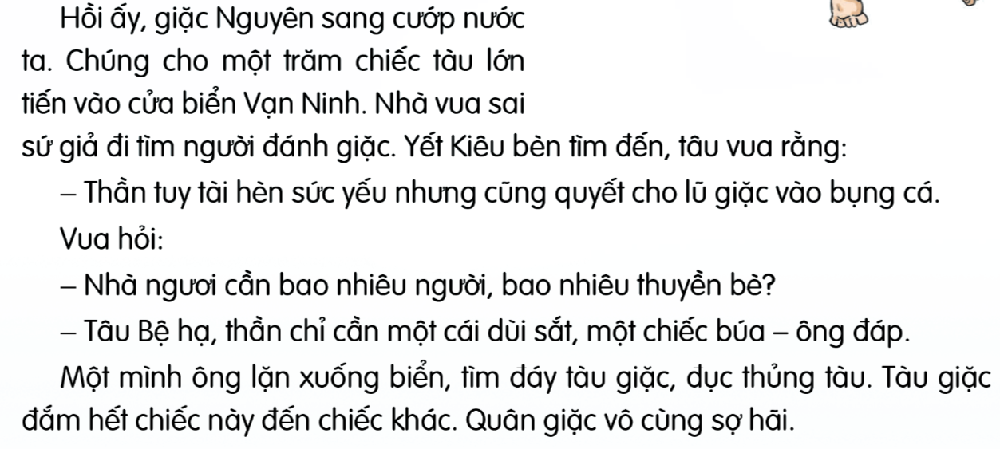 Hồi ấy, giặc Nguyên sang cướp nước
ta. Chúng cho một trăm chiếc tàu lớn
tiến vào cửa biển Vạn Ninh. Nhà vua sai
sứ giả đi tìm người đánh giặc. Yết Kiêu bèn tìm đến, tâu vua rằng:
– Thần tuy tài hèn sức yếu nhưng cũng quyết cho lũ giặc vào bụng cá.
Vua hỏi:
– Nhà ngươi cần bao nhiêu người, bao nhiêu thuyền bè?
– Tâu Bệ hạ, thần chỉ cần một cái dùi sắt, một chiếc búa – ông đáp.
Một mình ông lặn xuống biển, tìm đáy tàu giặc, đục thủng tàu. Tàu giặc
đắm hết chiếc này đến chiếc khác. Quân giặc vô cùng sợ hãi.